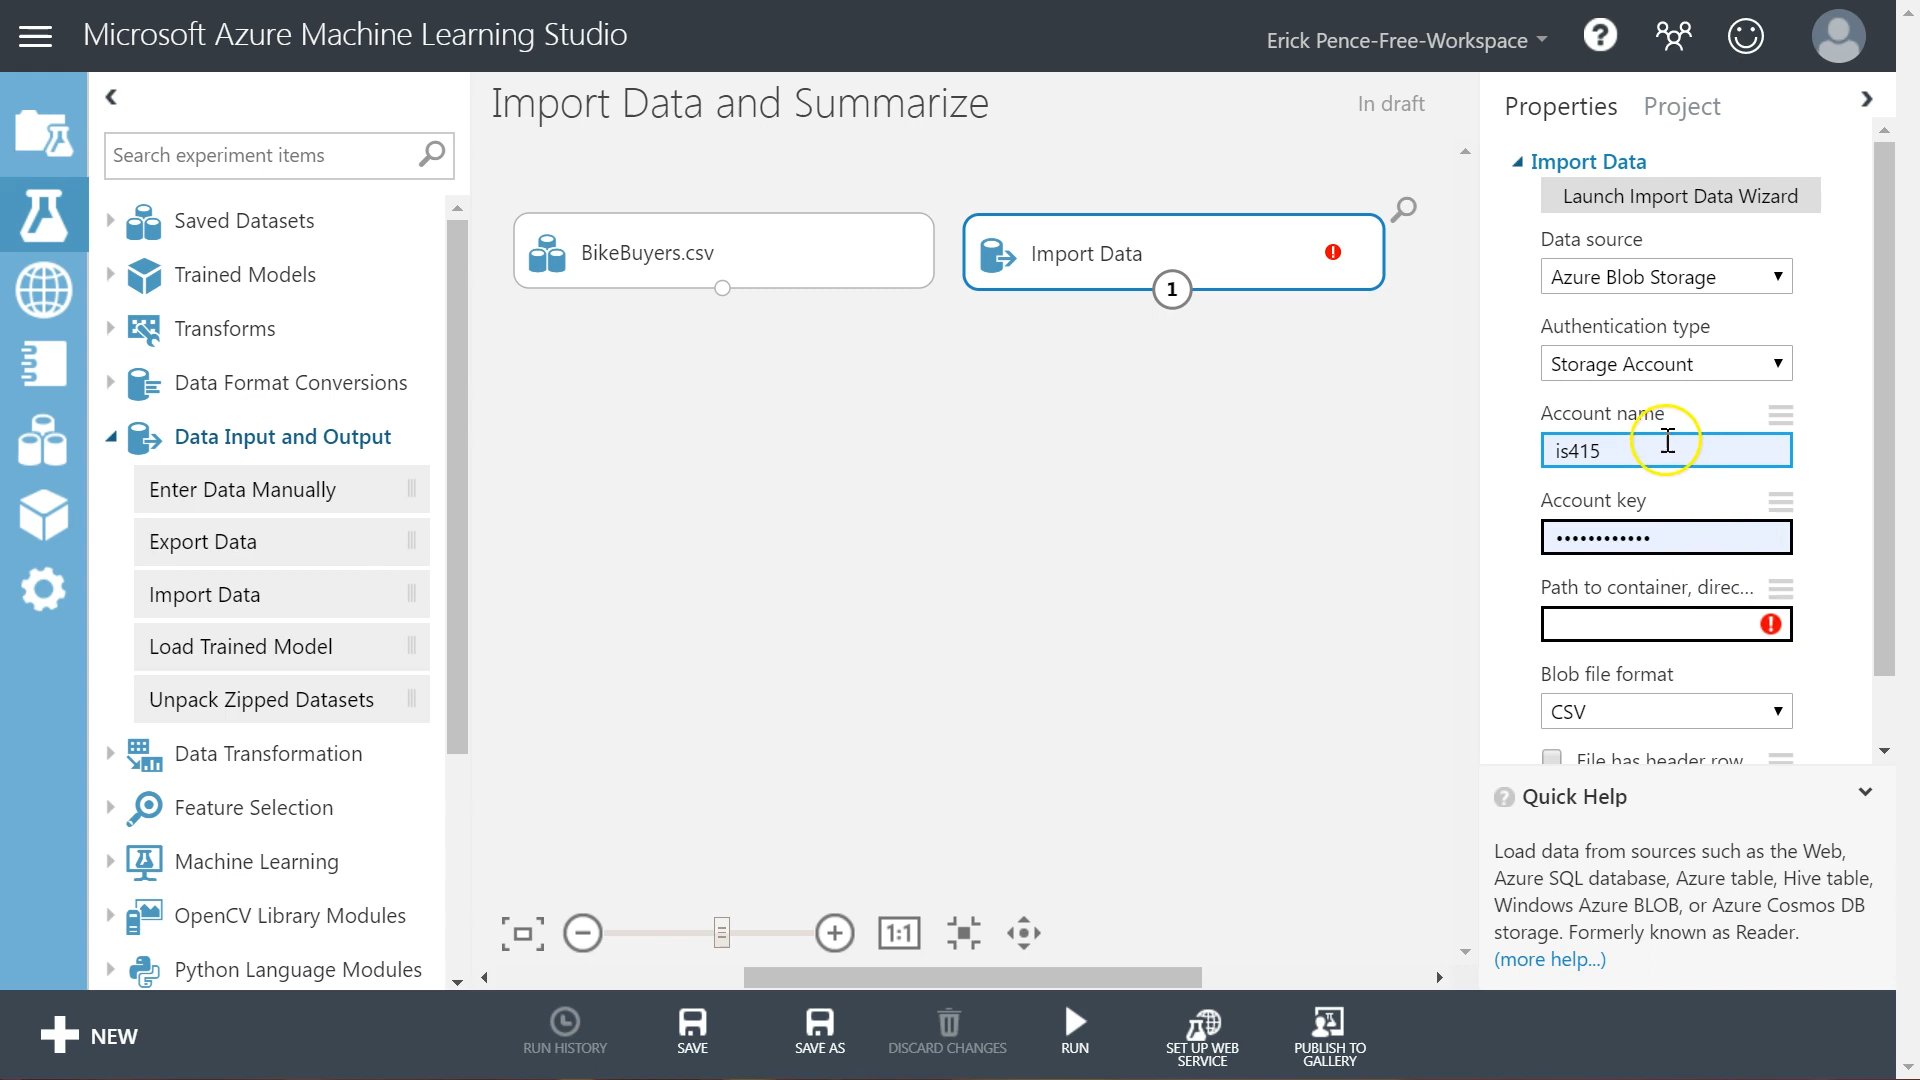 Microsoft Azure Machine Learning Studio
Erick Pence-Free-Workspace
?
Search experiment items
Saved Datasets
Trained Models
Transforms
Data Format Conversions
Data Input and Output
Enter Data Manually
Export Data
Import Data
Load Trained Model
Unpack Zipped Datasets
Data Transformation
Feature Selection
Machine Learning
OpenCV Library Modules
Python Language Modules
Import Data and Summarize
In draft
BikeBuyers.csv
Import Data
!
1
1:1
Properties
Project
Import Data
Launch Import Data Wizard
Data source
Azure Blob Storage
Authentication type
Storage Account
Account name
is415
Account key
••••••••••••
Path to container, direc...
!
Blob file format
CSV
File has header row
? Quick Help
Load data from sources such as the Web,
Azure SQL database, Azure table, Hive table,
Windows Azure BLOB, or Azure Cosmos DB
storage. Formerly known as Reader.
(more help...)
NEW
RUN HISTORY
SAVE
SAVE AS
DISCARD CHANGES
RUN
SET UP WEB
SERVICE
PUBLISH TO
GALLERY